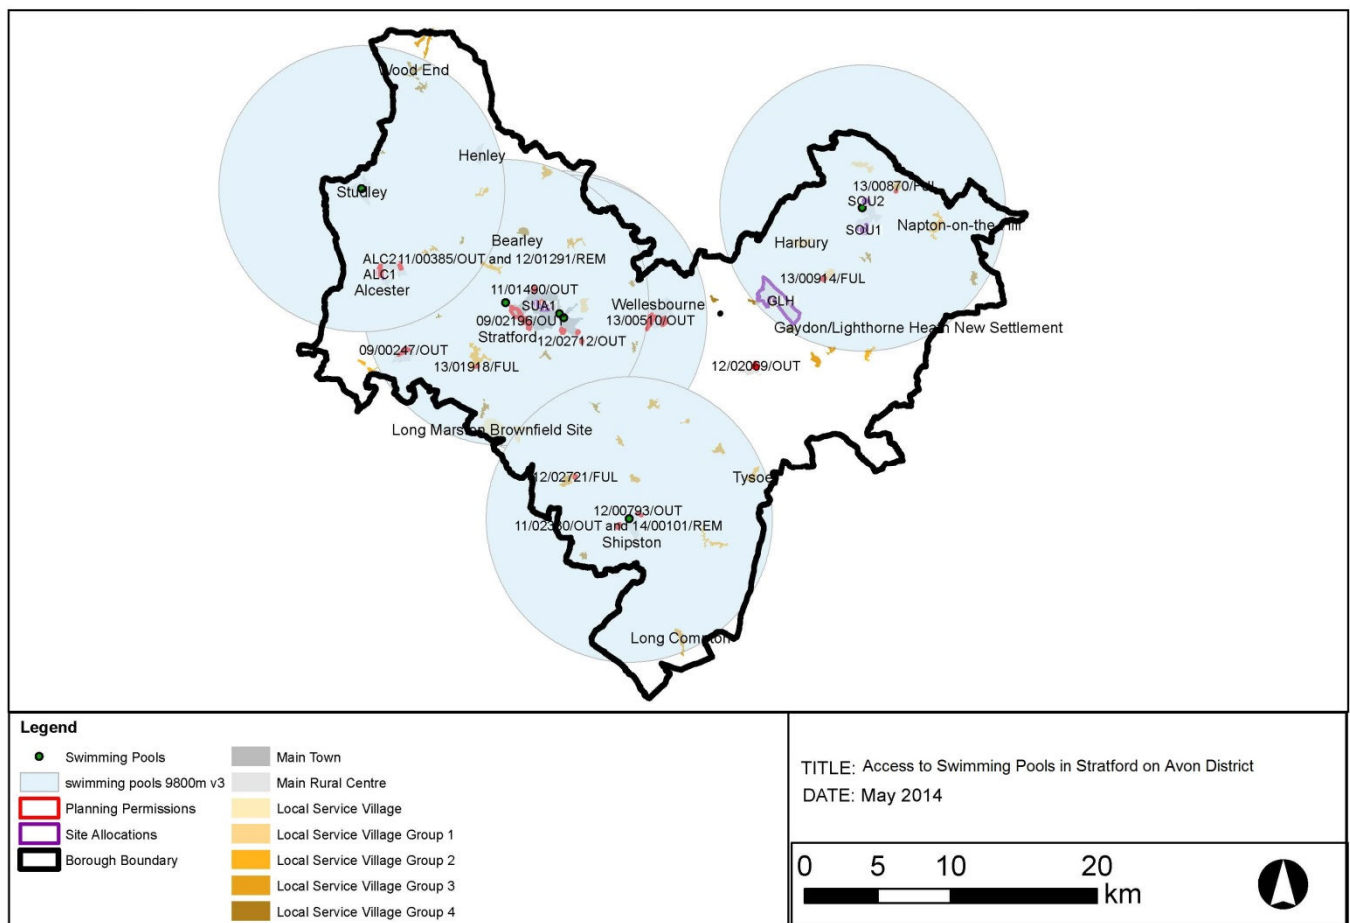 Wood End
Henley
Studley
13/00870/FUL
SOU2
Napton-on-the-Hill
SOU1
Harbury
Bearley
ALC211/00385/OUT and 12/01291/REM
ALC1
Alcester
13/00914/FUL
11/01490/OUT
GLH
SUA1
Wellesbourne
09/02196/OUT
13/00510/OUT
Gaydon/Lighthorne Heath New Settlement
Stratford
12/02712/OUT
09/00247/OUT
13/01918/FUL
12/02069/OUT
Long Marston Brownfield Site
12/02721/FUL
Tysoe
12/00793/OUT
11/02380/OUT and 14/00101/REM
Shipston
Long Compton
Legend
Swimming Pools
swimming pools 9800m v3
Planning Permissions
Site Allocations
Borough Boundary
Main Town
Main Rural Centre
Local Service Village
Local Service Village Group 1
Local Service Village Group 2
Local Service Village Group 3
Local Service Village Group 4
TITLE: Access to Swimming Pools in Stratford on Avon District
DATE: May 2014
0 5 10 20
km